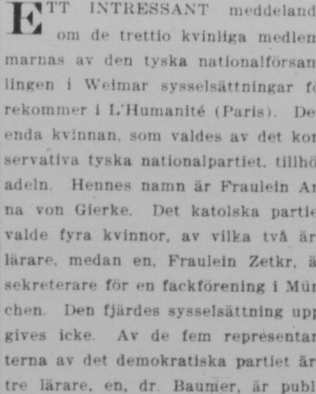 ETT INTRESSANT meddeland
om de trettio kvinliga medlem
marnas av den tyska nationalförsam
lingen i Weimar sysselsättningar fö
rekommer i L'Humanité (Paris). De
enda kvinnan, som valdes av det kon
servativa tyska nationalpartiet, tillhö
adeln. Hennes namn är Fraulein An
na von Gierke. Det katolska partie
valde fyra kvinnor, av vilka två är
lärare, medan en, Fraulein Zetkr, ä
sekreterare för en fackförening i Mün
chen. Den fjärdes sysselsättning upp
gives icke. Av de fem representan
terna av det demokratiska partiet är
tre lärare, en, dr. Baumer, är publ